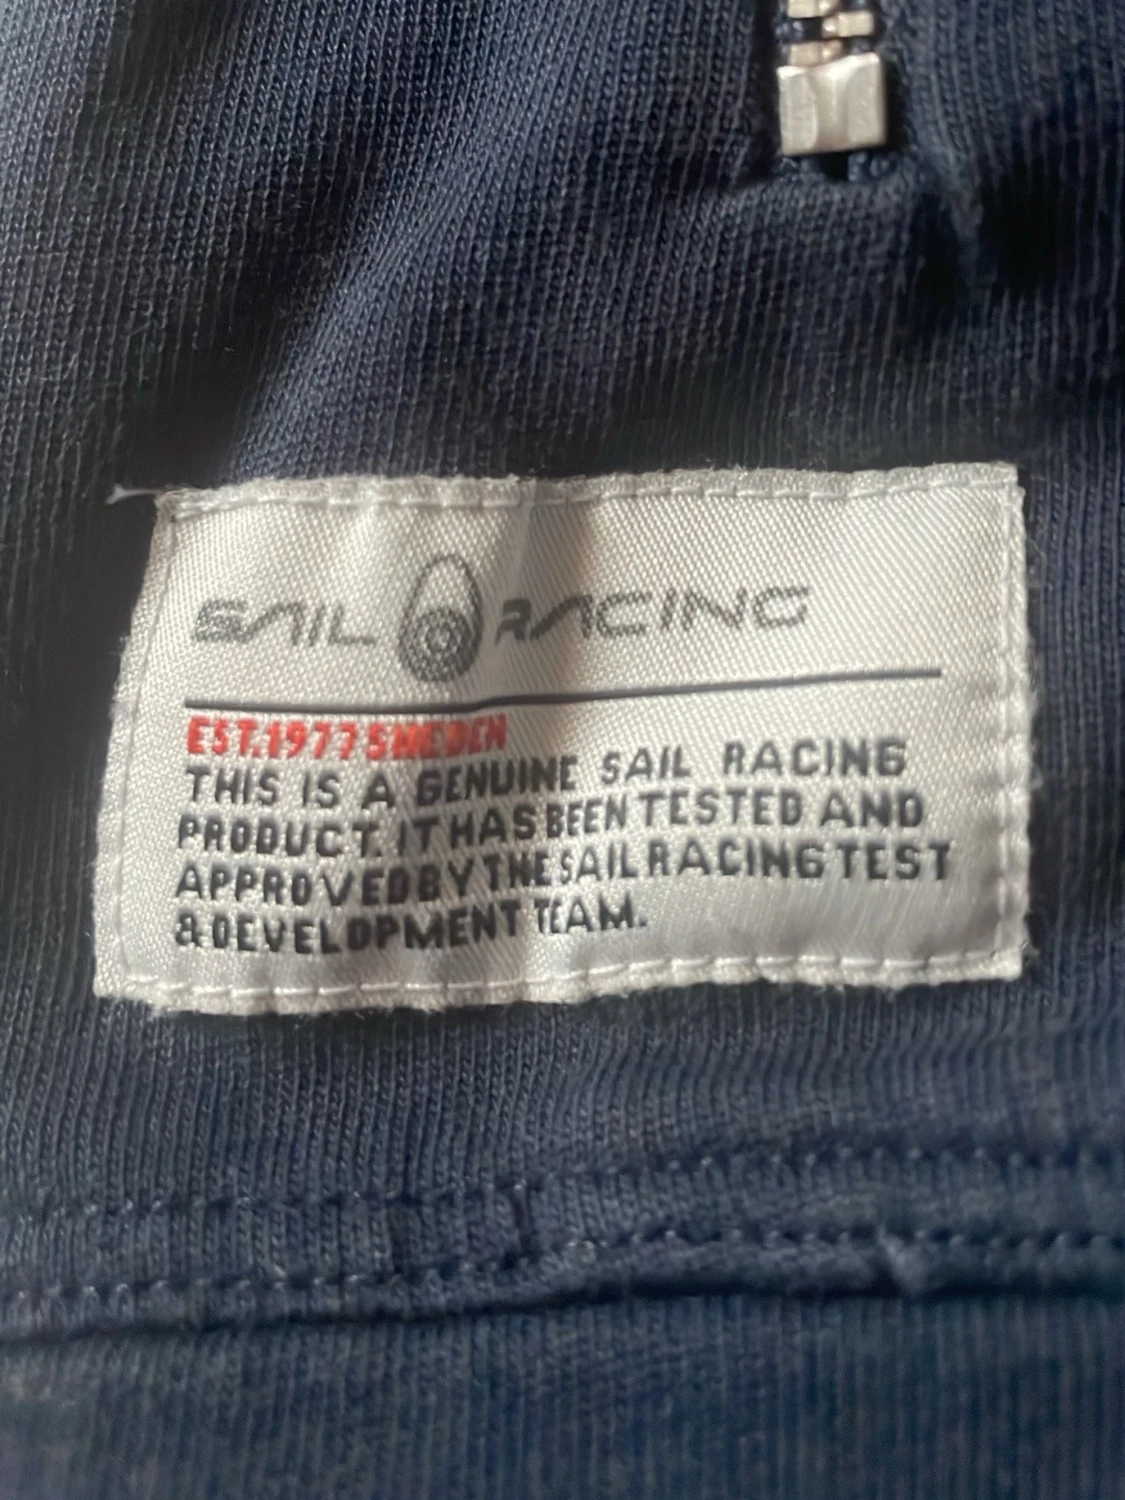 SAIL RACING
EST.1977 SWEDEN
THIS IS A GENUINE SAIL RACING
PRODUCT. IT HAS BEEN TESTED AND
APPROVED BY THE SAIL RACING TEST
& DEVELOPMENT TEAM.